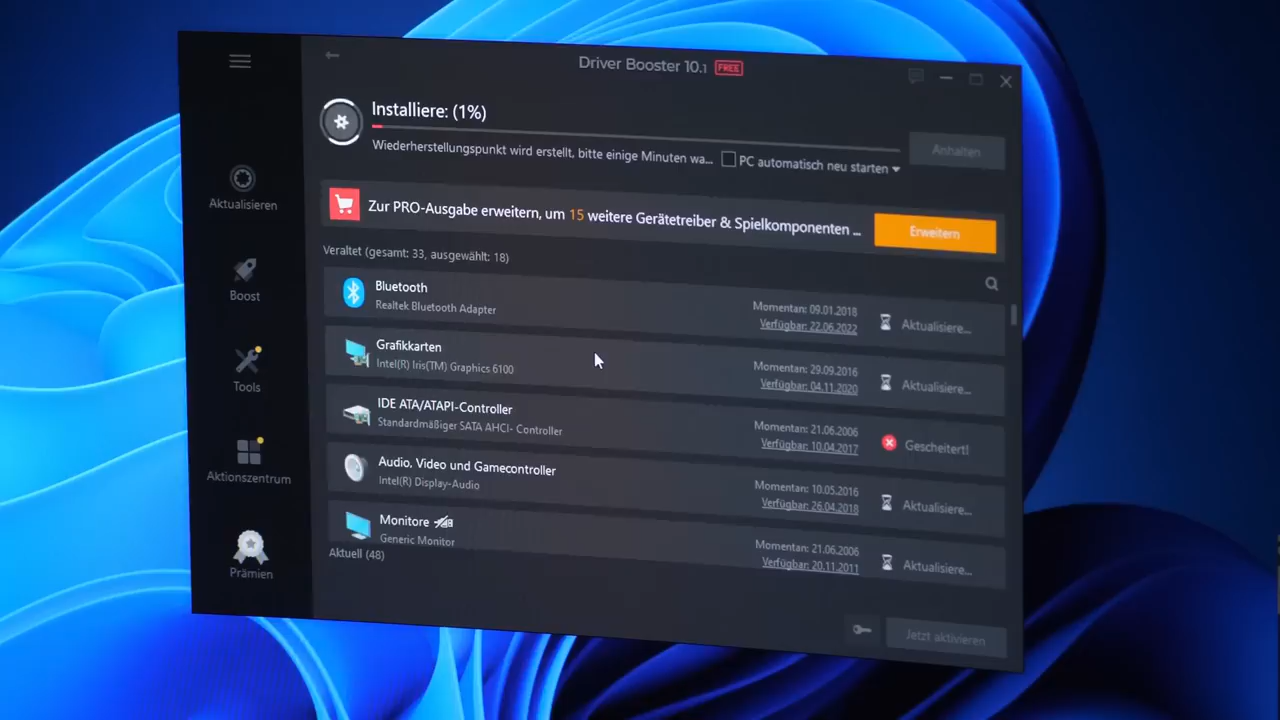 Driver Booster 10.1 FREE
Installiere: (1%)
Wiederherstellungspunkt wird erstellt, bitte einige Minuten wa...
PC automatisch neu starten
Anhalten
Zur PRO-Ausgabe erweitern, um 15 weitere Gerätetreiber & Spielkomponenten ...
Erweitern
Veraltet (gesamt: 33, ausgewählt: 18)
Aktualisieren
Boost
Tools
Aktionszentrum
Prämien
Bluetooth
Realtek Bluetooth Adapter
Momentan: 09.01.2018
Verfügbar: 22.06.2022
Aktualisiere...
Grafikkarten
Intel(R) Iris(TM) Graphics 6100
Momentan: 29.09.2016
Verfügbar: 04.11.2020
Aktualisiere...
IDE ATA/ATAPI-Controller
Standardmäßiger SATA AHCI- Controller
Momentan: 21.06.2006
Verfügbar: 10.04.2017
Gescheitert!
Audio, Video und Gamecontroller
Intel(R) Display-Audio
Momentan: 10.05.2016
Verfügbar: 26.04.2018
Aktualisiere...
Monitore
Generic Monitor
Momentan: 21.06.2006
Verfügbar: 20.11.2011
Aktualisiere...
Aktuell (48)
Jetzt aktivieren